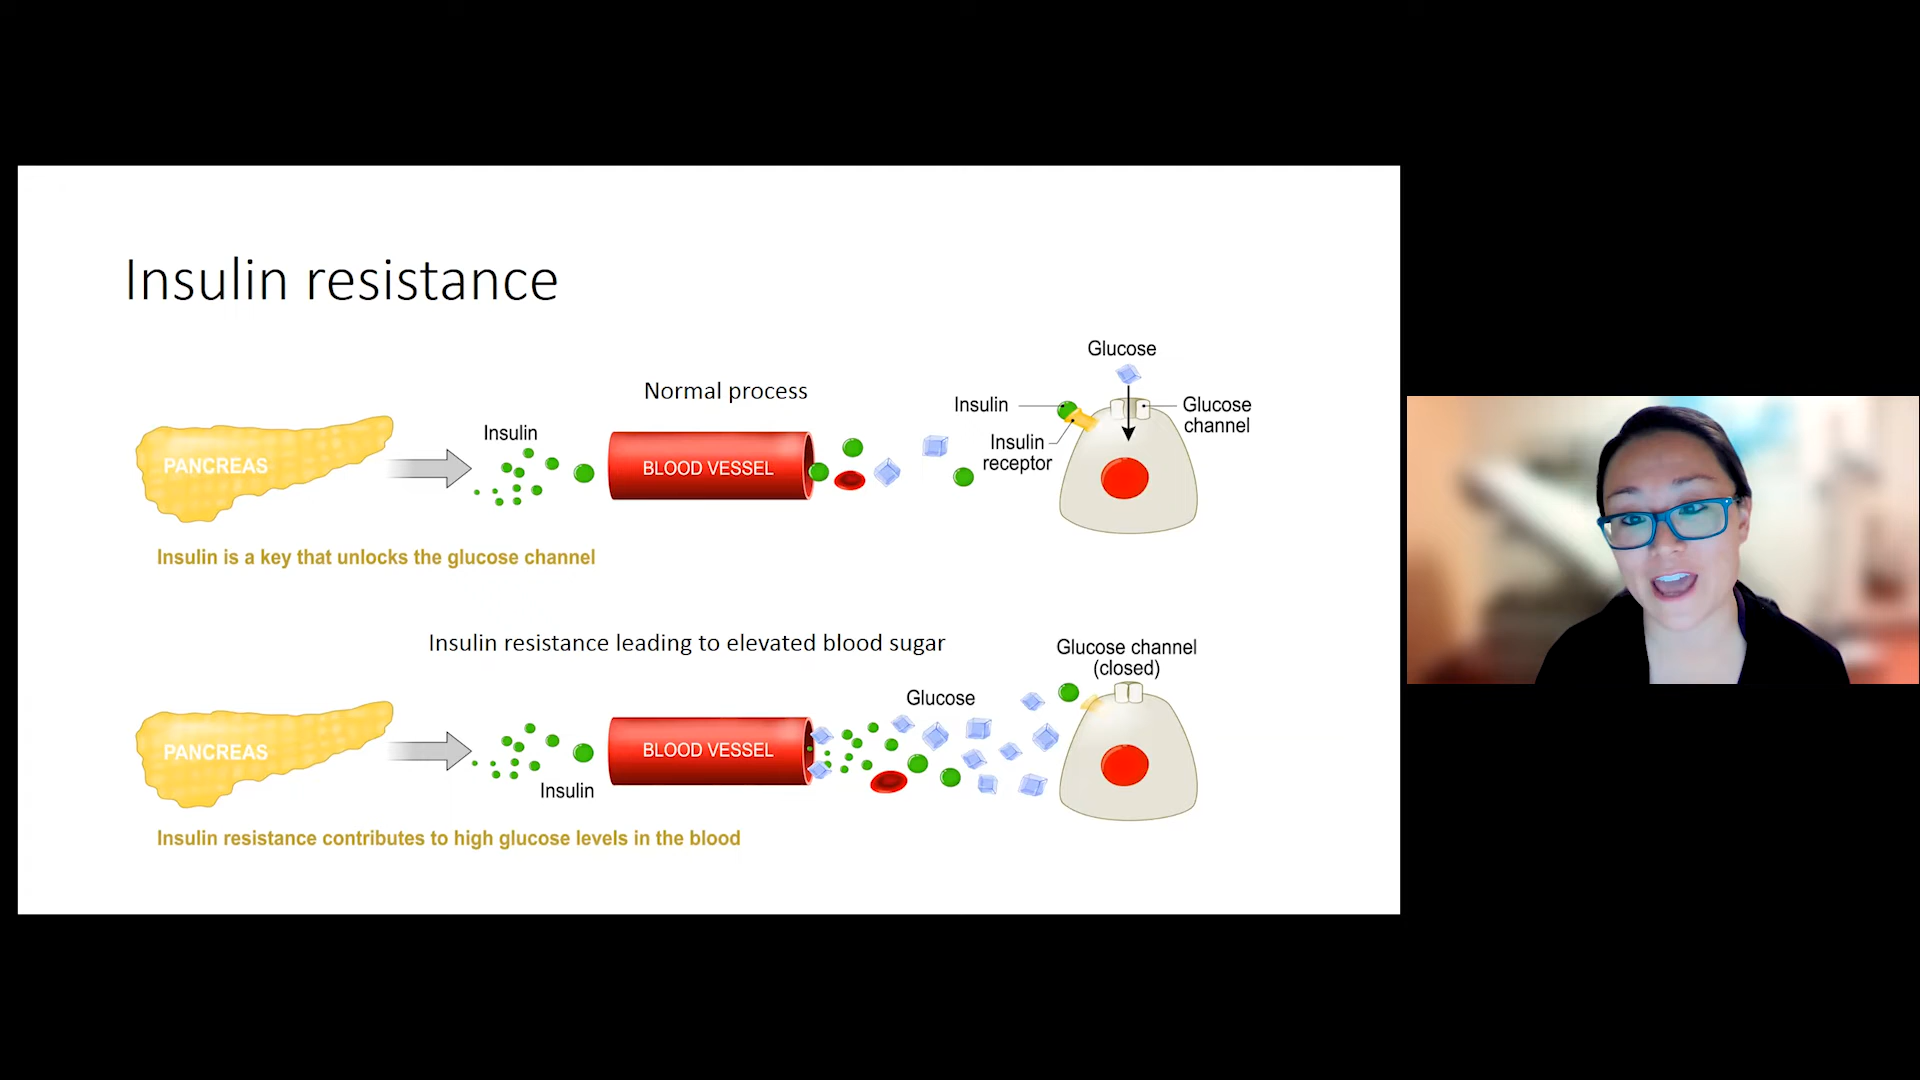 Insulin resistance
Glucose
Normal process
Insulin
Glucose
channel
Insulin
Insulin
receptor
PANCREAS
BLOOD VESSEL
Insulin is a key that unlocks the glucose channel
Insulin resistance leading to elevated blood sugar
Glucose channel
(closed)
Glucose
PANCREAS
BLOOD VESSEL
Insulin
Insulin resistance contributes to high glucose levels in the blood